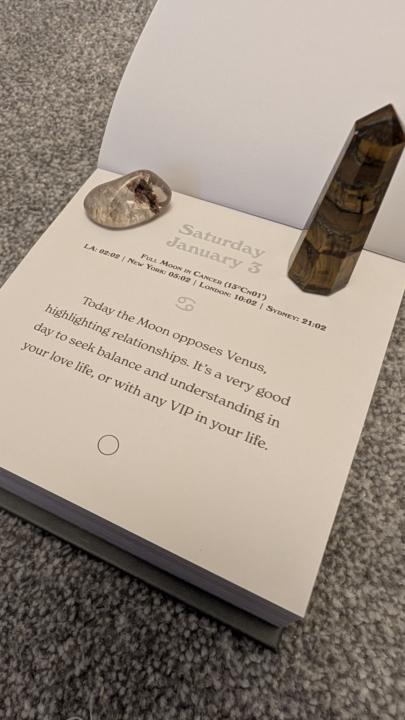 Saturday
January 3
Full Moon in Cancer (13°Cn01')
LA: 02:02 | New York: 05:02 | London: 10:02 | Sydney: 21:02
♋
Today the Moon opposes Venus,
highlighting relationships. It's a very good
day to seek balance and understanding in
your love life, or with any VIP in your life.